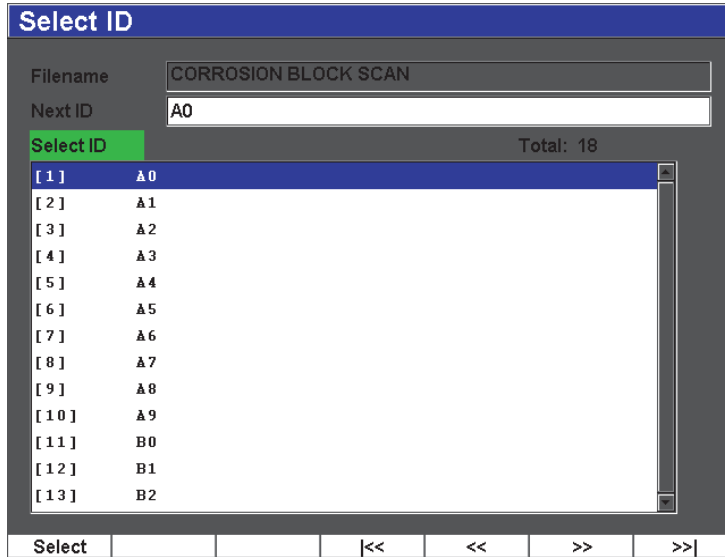 Select ID
Filename CORROSION BLOCK SCAN
Next ID A0
Select ID Total: 18
[1] A0
[2] A1
[3] A2
[4] A3
[5] A4
[6] A5
[7] A6
[8] A7
[9] A8
[10] A9
[11] B0
[12] B1
[13] B2
Select |<< << >> >>|